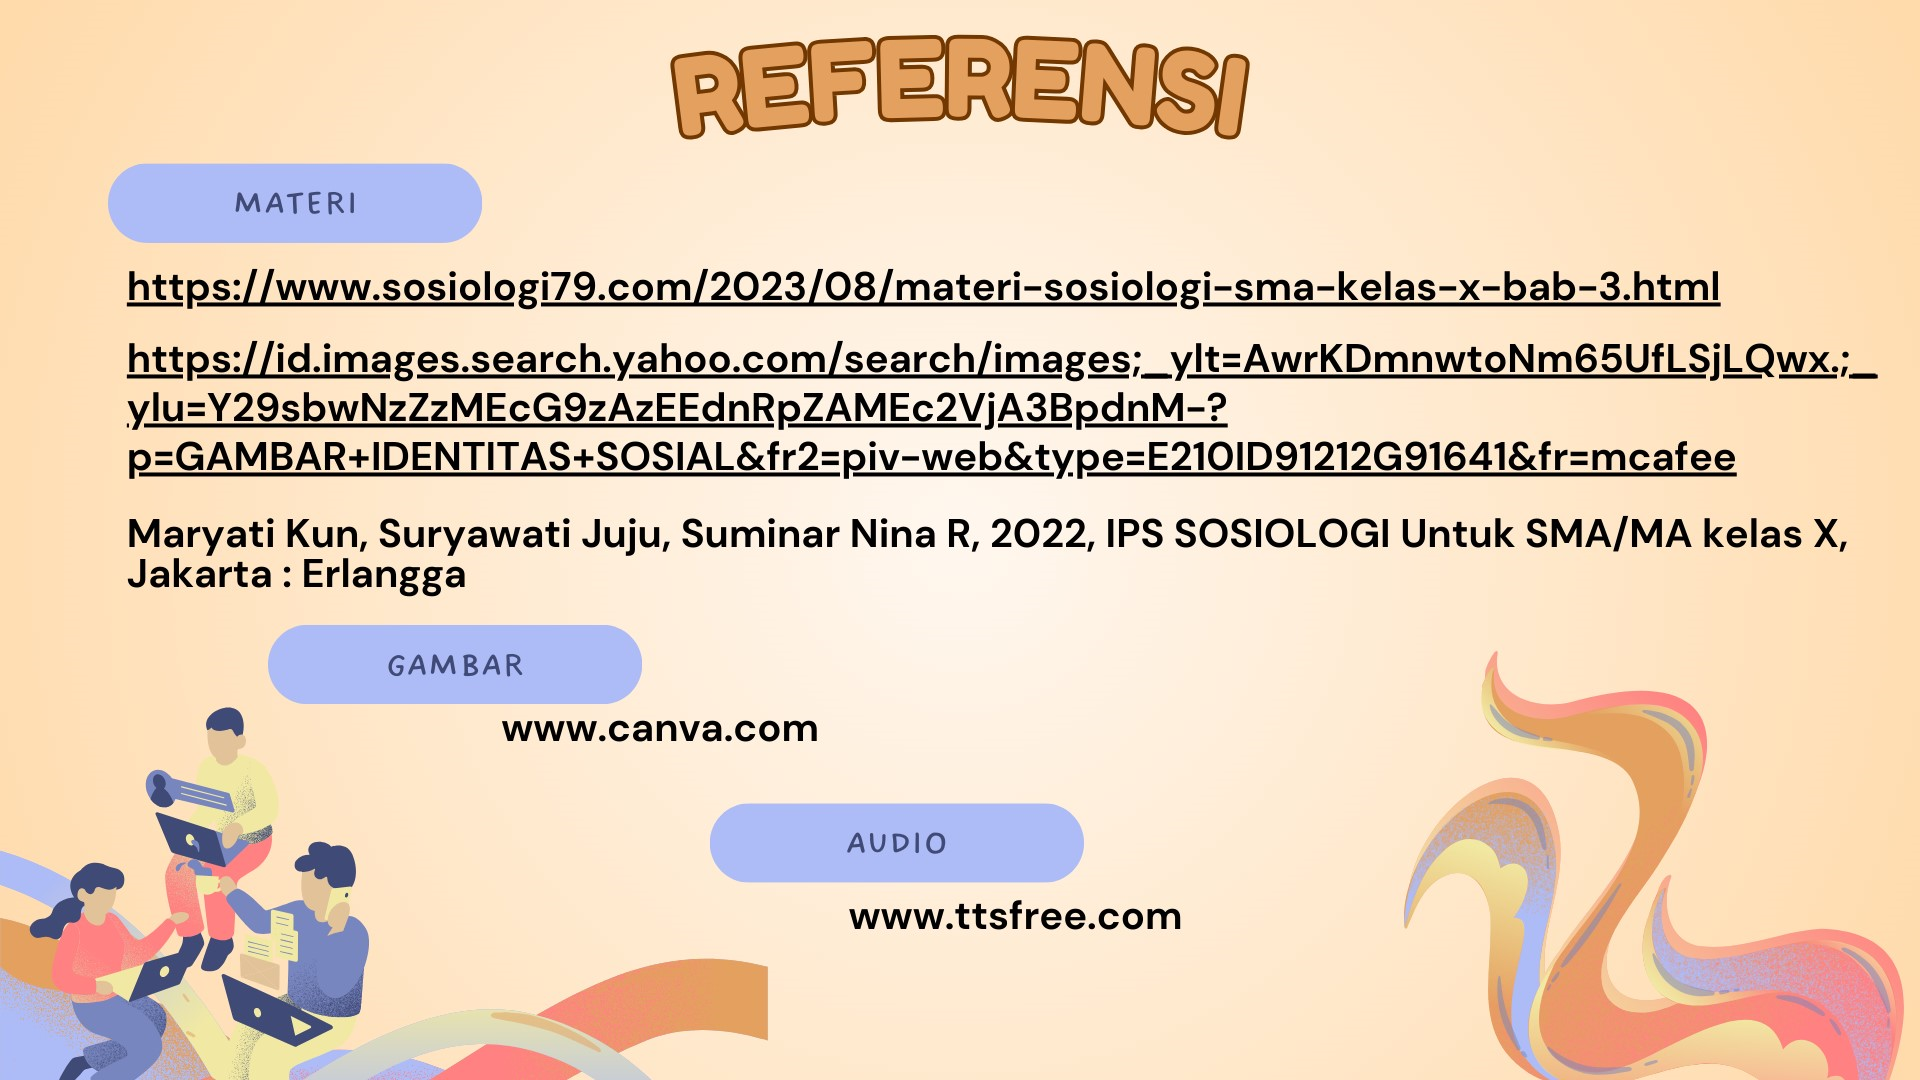 REFERENSI
MATERI
https://www.sosiologi79.com/2023/08/materi-sosiologi-sma-kelas-x-bab-3.html
https://id.images.search.yahoo.com/search/images;_ylt=AwrKDmnwtoNm65UfLSjLQwx.;_
ylu=Y29sbwNzZzMEcG9zAzEEdnRpZAMEc2VjA3BpdnM-?
p=GAMBAR+IDENTITAS+SOSIAL&fr2=piv-web&type=E210ID91212G91641&fr=mcafee
Maryati Kun, Suryawati Juju, Suminar Nina R, 2022, IPS SOSIOLOGI Untuk SMA/MA kelas X,
Jakarta : Erlangga
GAMBAR
www.canva.com
AUDIO
www.ttsfree.com